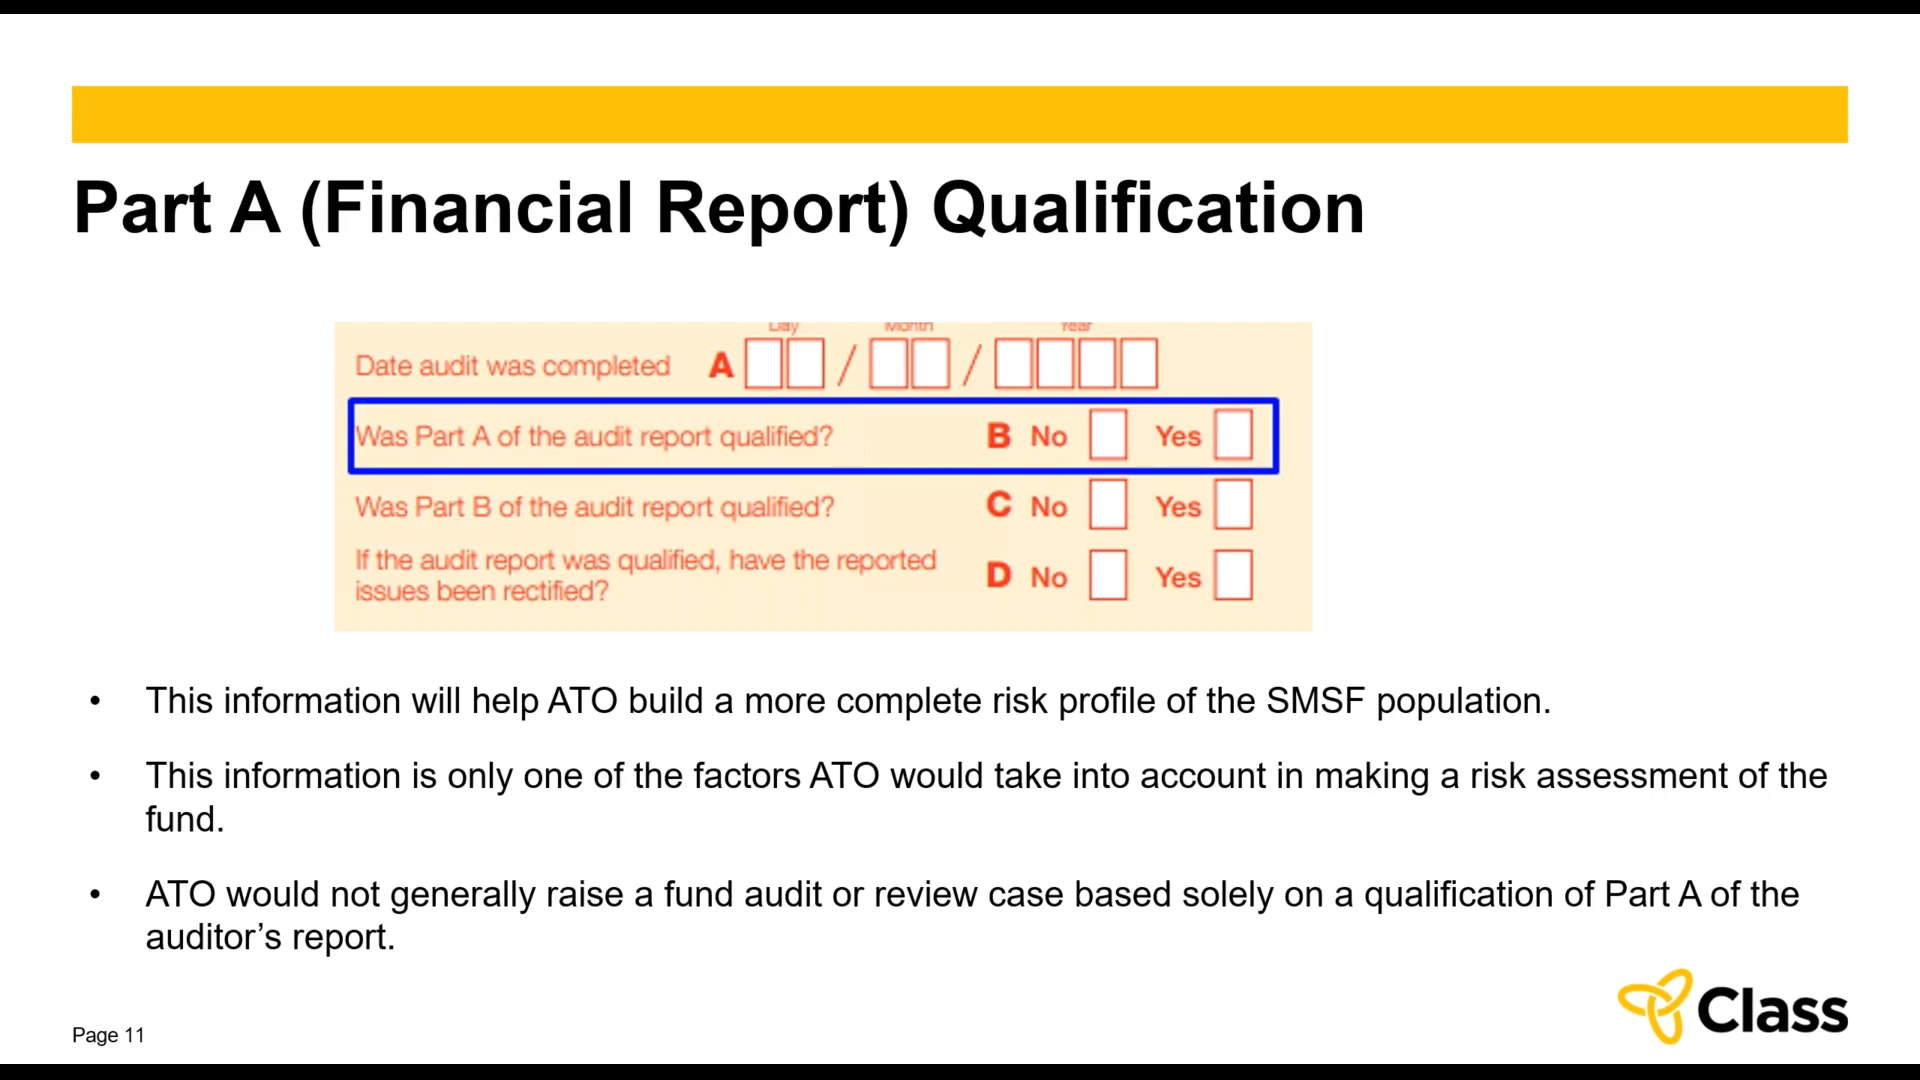 Part A (Financial Report) Qualification
Day Month Year
Date audit was completed A / /
Was Part A of the audit report qualified? B No Yes
Was Part B of the audit report qualified? C No Yes
If the audit report was qualified, have the reported
issues been rectified? D No Yes
• This information will help ATO build a more complete risk profile of the SMSF population.
• This information is only one of the factors ATO would take into account in making a risk assessment of the
fund.
• ATO would not generally raise a fund audit or review case based solely on a qualification of Part A of the
auditor’s report.
Class
Page 11